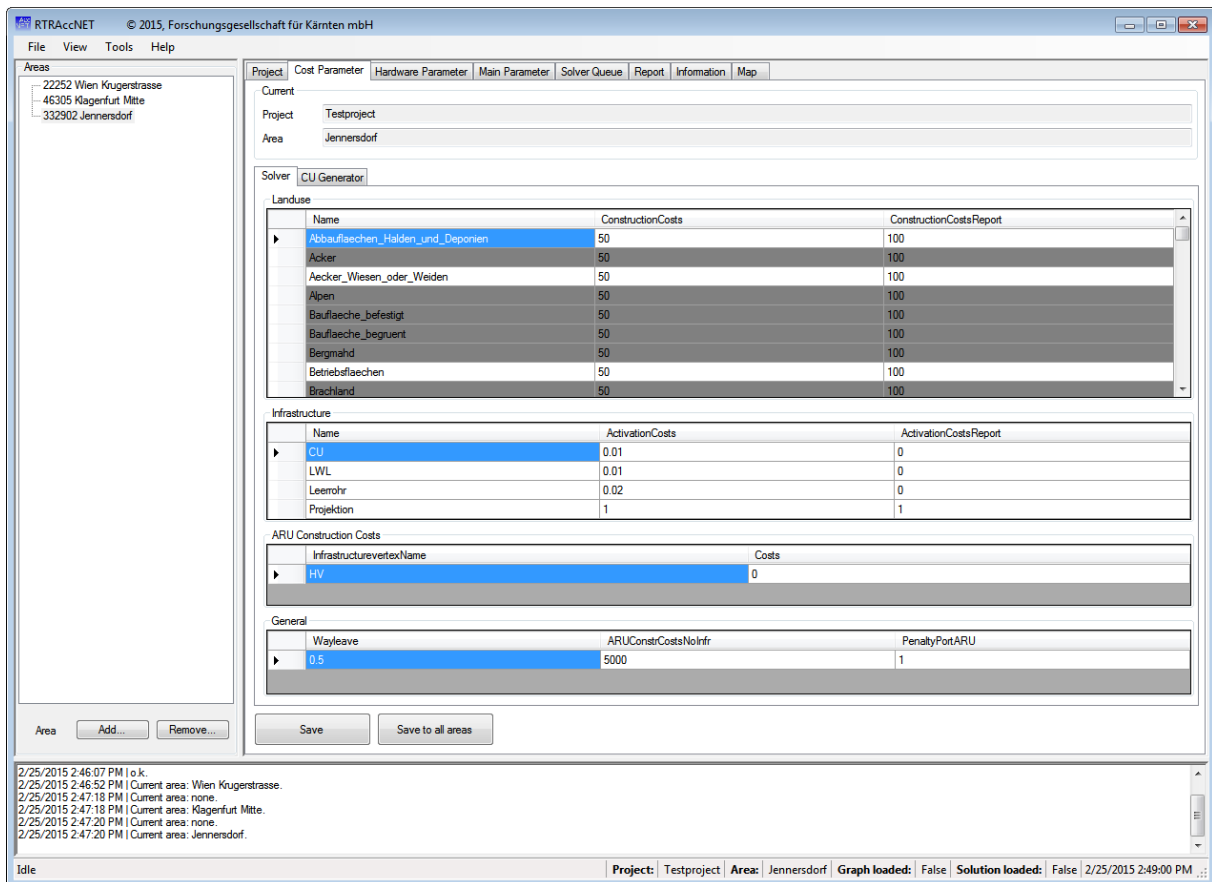 RTRAccNET © 2015, Forschungsgesellschaft für Kärnten mbH
File View Tools Help
Areas
22252 Wien Krugerstrasse
46305 Klagenfurt Mitte
332902 Jennersdorf
Area Add... Remove...
Project Cost Parameter Hardware Parameter Main Parameter Solver Queue Report Information Map
Current
Project Testproject
Area Jennersdorf
Solver CU Generator
Landuse
Name ConstructionCosts ConstructionCostsReport
Abbauflaechen_Halden_und_Deponien 50 100
Acker 50 100
Aecker_Wiesen_oder_Weiden 50 100
Alpen 50 100
Bauflaeche_befestigt 50 100
Bauflaeche_begruent 50 100
Bergmahd 50 100
Betriebsflaechen 50 100
Brachland 50 100
Infrastructure
Name ActivationCosts ActivationCostsReport
CU 0.01 0
LWL 0.01 0
Leerrohr 0.02 0
Projektion 1 1
ARU Construction Costs
InfrastructurevertexName Costs
HV 0
General
Wayleave ARUConstrCostsNoInfr PenaltyPortARU
0.5 5000 1
Save Save to all areas
2/25/2015 2:46:07 PM | o.k.
2/25/2015 2:46:52 PM | Current area: Wien Krugerstrasse.
2/25/2015 2:47:18 PM | Current area: none.
2/25/2015 2:47:18 PM | Current area: Klagenfurt Mitte.
2/25/2015 2:47:20 PM | Current area: none.
2/25/2015 2:47:20 PM | Current area: Jennersdorf.
Idle Project: Testproject Area: Jennersdorf Graph loaded: False Solution loaded: False 2/25/2015 2:49:00 PM